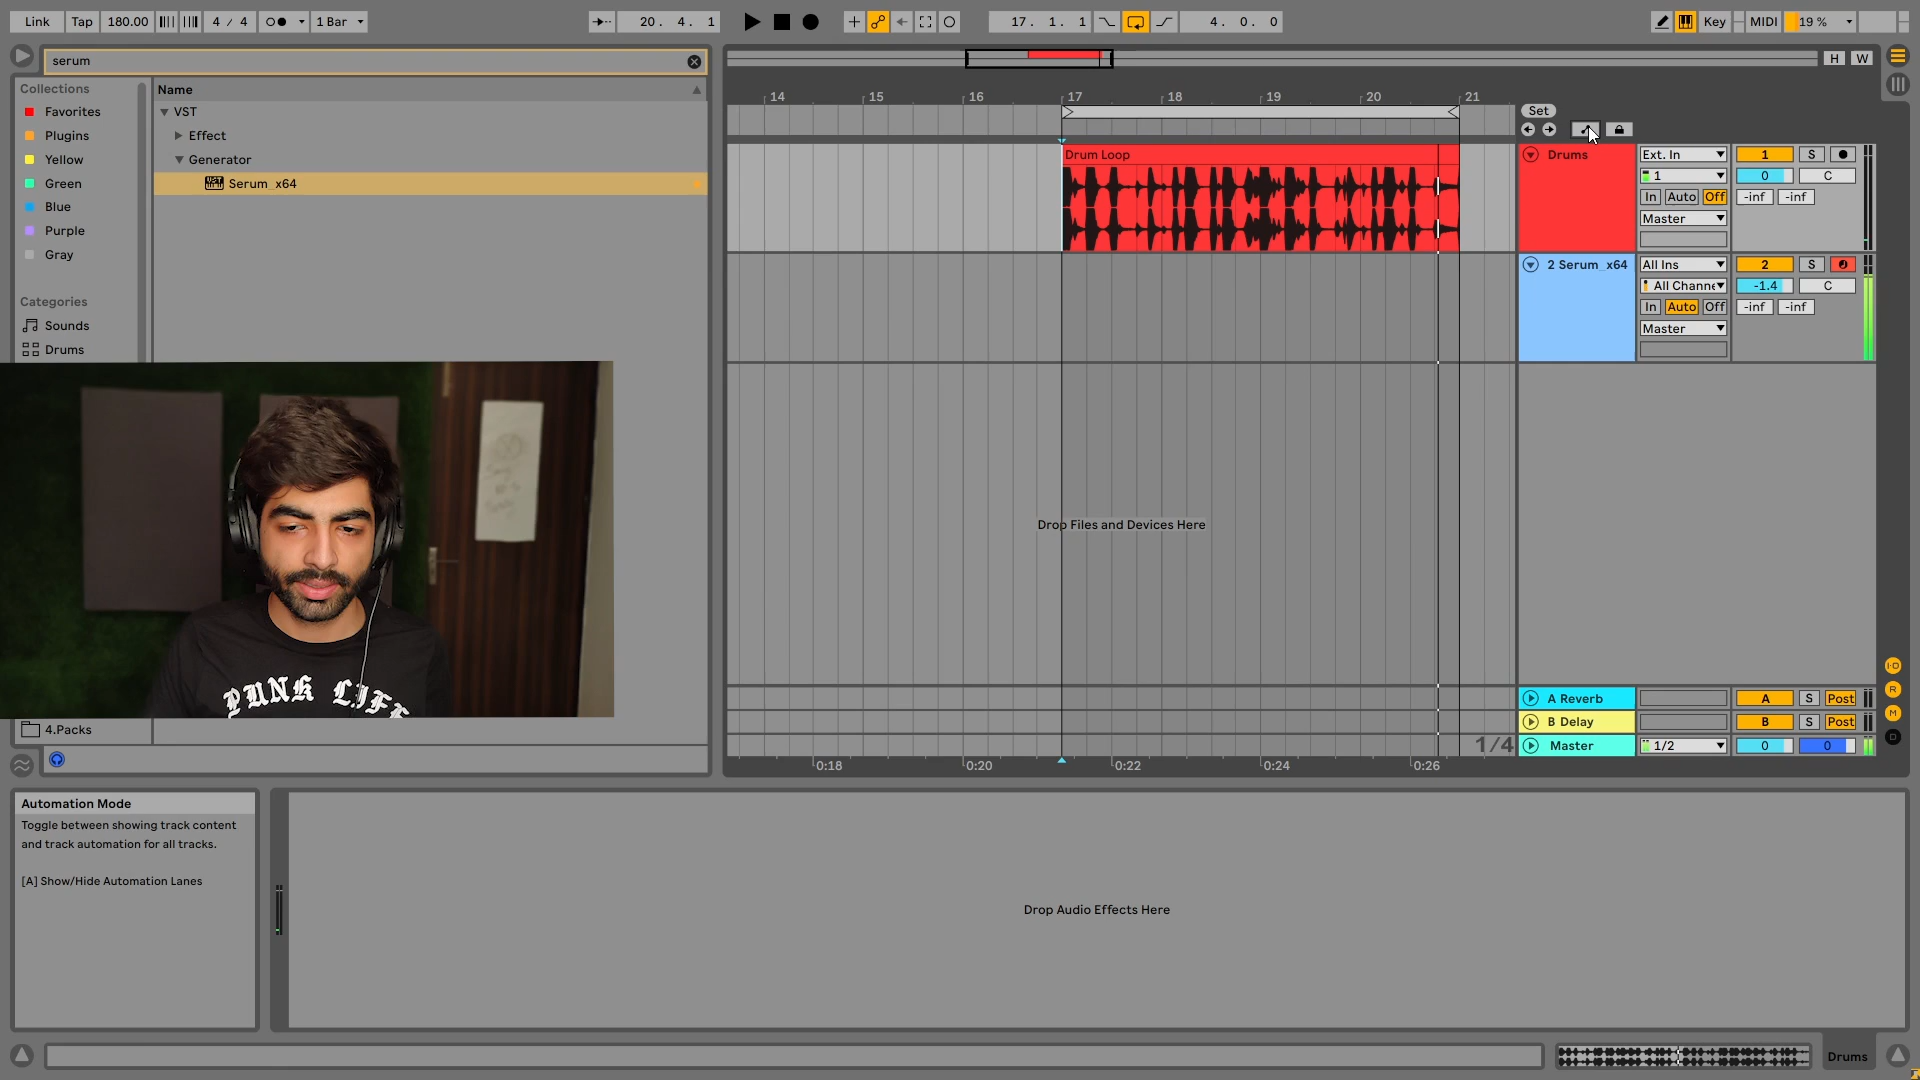 Link Tap 180.00 4 / 4 1 Bar 20. 4. 1 17. 1. 1 4. 0. 0 Key MIDI 19 %
serum
H W
Collections
Name
Favorites
VST
14 15 16 17 18 19 20 21
Set
Plugins
Effect
Yellow
Generator
Drum Loop
Drums
Ext. In
1
S
Green
Serum_x64
1
0
C
Blue
In Auto Off
-inf -inf
Purple
Master
Gray
2 Serum_x64
All Ins
2
S
All Channe
-1.4
C
Categories
In Auto Off
-inf -inf
Sounds
Master
Drums
Drop Files and Devices Here
PUNK LIFE
A Reverb
A
S
Post
B Delay
B
S
Post
4.Packs
1/4
Master
1/2
0
0
0:18 0:20 0:22 0:24 0:26
Automation Mode
Toggle between showing track content
and track automation for all tracks.
[A] Show/Hide Automation Lanes
Drop Audio Effects Here
Drums